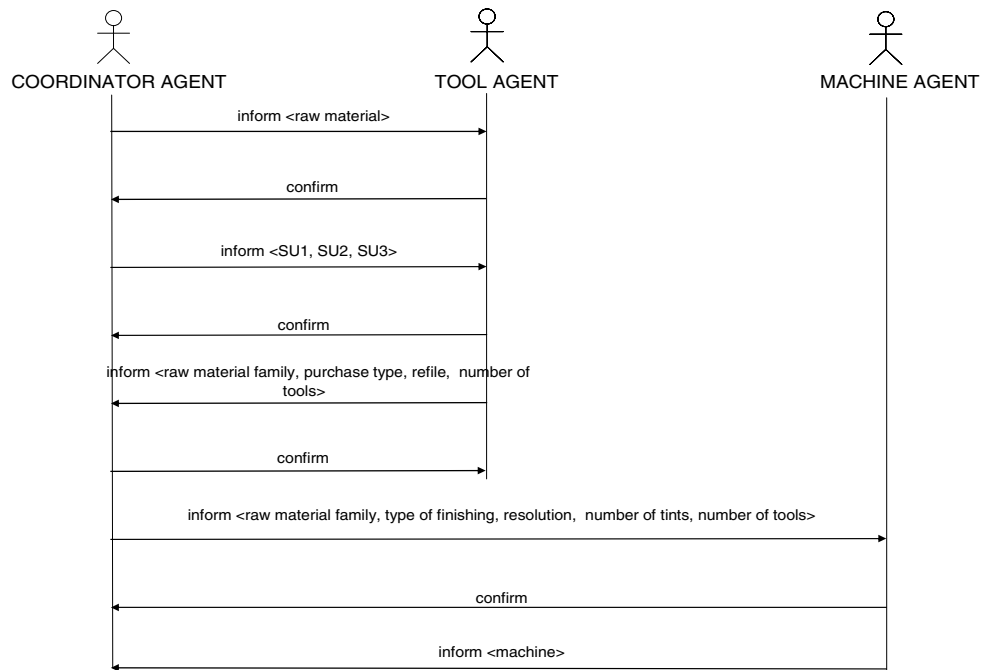 COORDINATOR AGENT
TOOL AGENT
MACHINE AGENT
inform <raw material>
confirm
inform <SU1, SU2, SU3>
confirm
inform <raw material family, purchase type, refile,  number of
tools>
confirm
inform <raw material family, type of finishing, resolution,  number of tints, number of tools>
confirm
inform <machine>